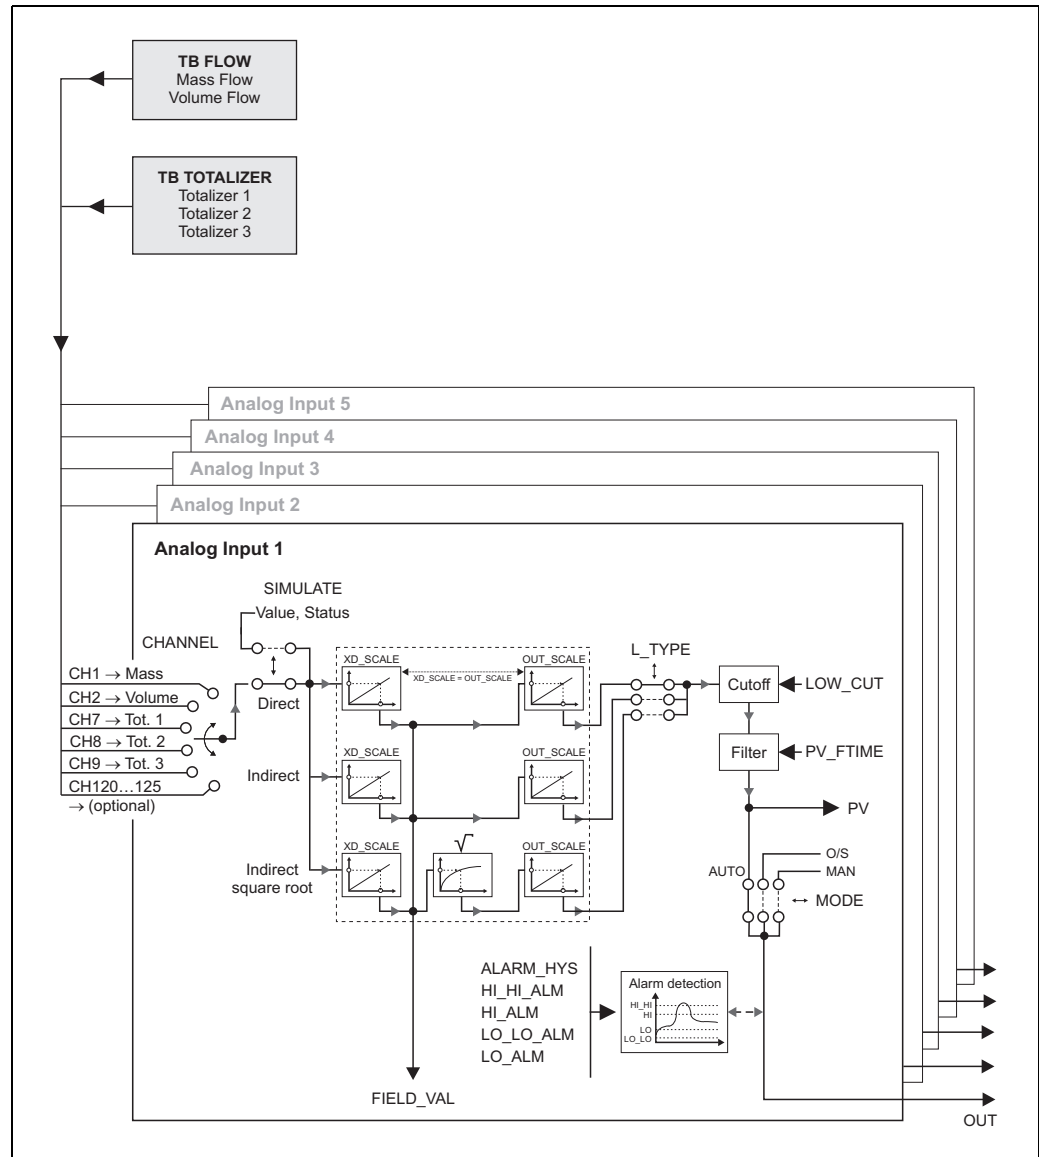 TB FLOW
Mass Flow
Volume Flow
TB TOTALIZER
Totalizer 1
Totalizer 2
Totalizer 3
Analog Input 5
Analog Input 4
Analog Input 3
Analog Input 2
Analog Input 1
SIMULATE
Value, Status
CHANNEL
CH1 → Mass
CH2 → Volume
CH7 → Tot. 1
CH8 → Tot. 2
CH9 → Tot. 3
CH120…125
→ (optional)
Direct
Indirect
Indirect
square root
XD_SCALE
XD_SCALE = OUT_SCALE
OUT_SCALE
XD_SCALE
OUT_SCALE
XD_SCALE
√
OUT_SCALE
L_TYPE
Cutoff
LOW_CUT
Filter
PV_FTIME
PV
O/S
AUTO
MAN
MODE
ALARM_HYS
HI_HI_ALM
HI_ALM
LO_LO_ALM
LO_ALM
Alarm detection
HI_HI
HI
LO
LO_LO
FIELD_VAL
OUT